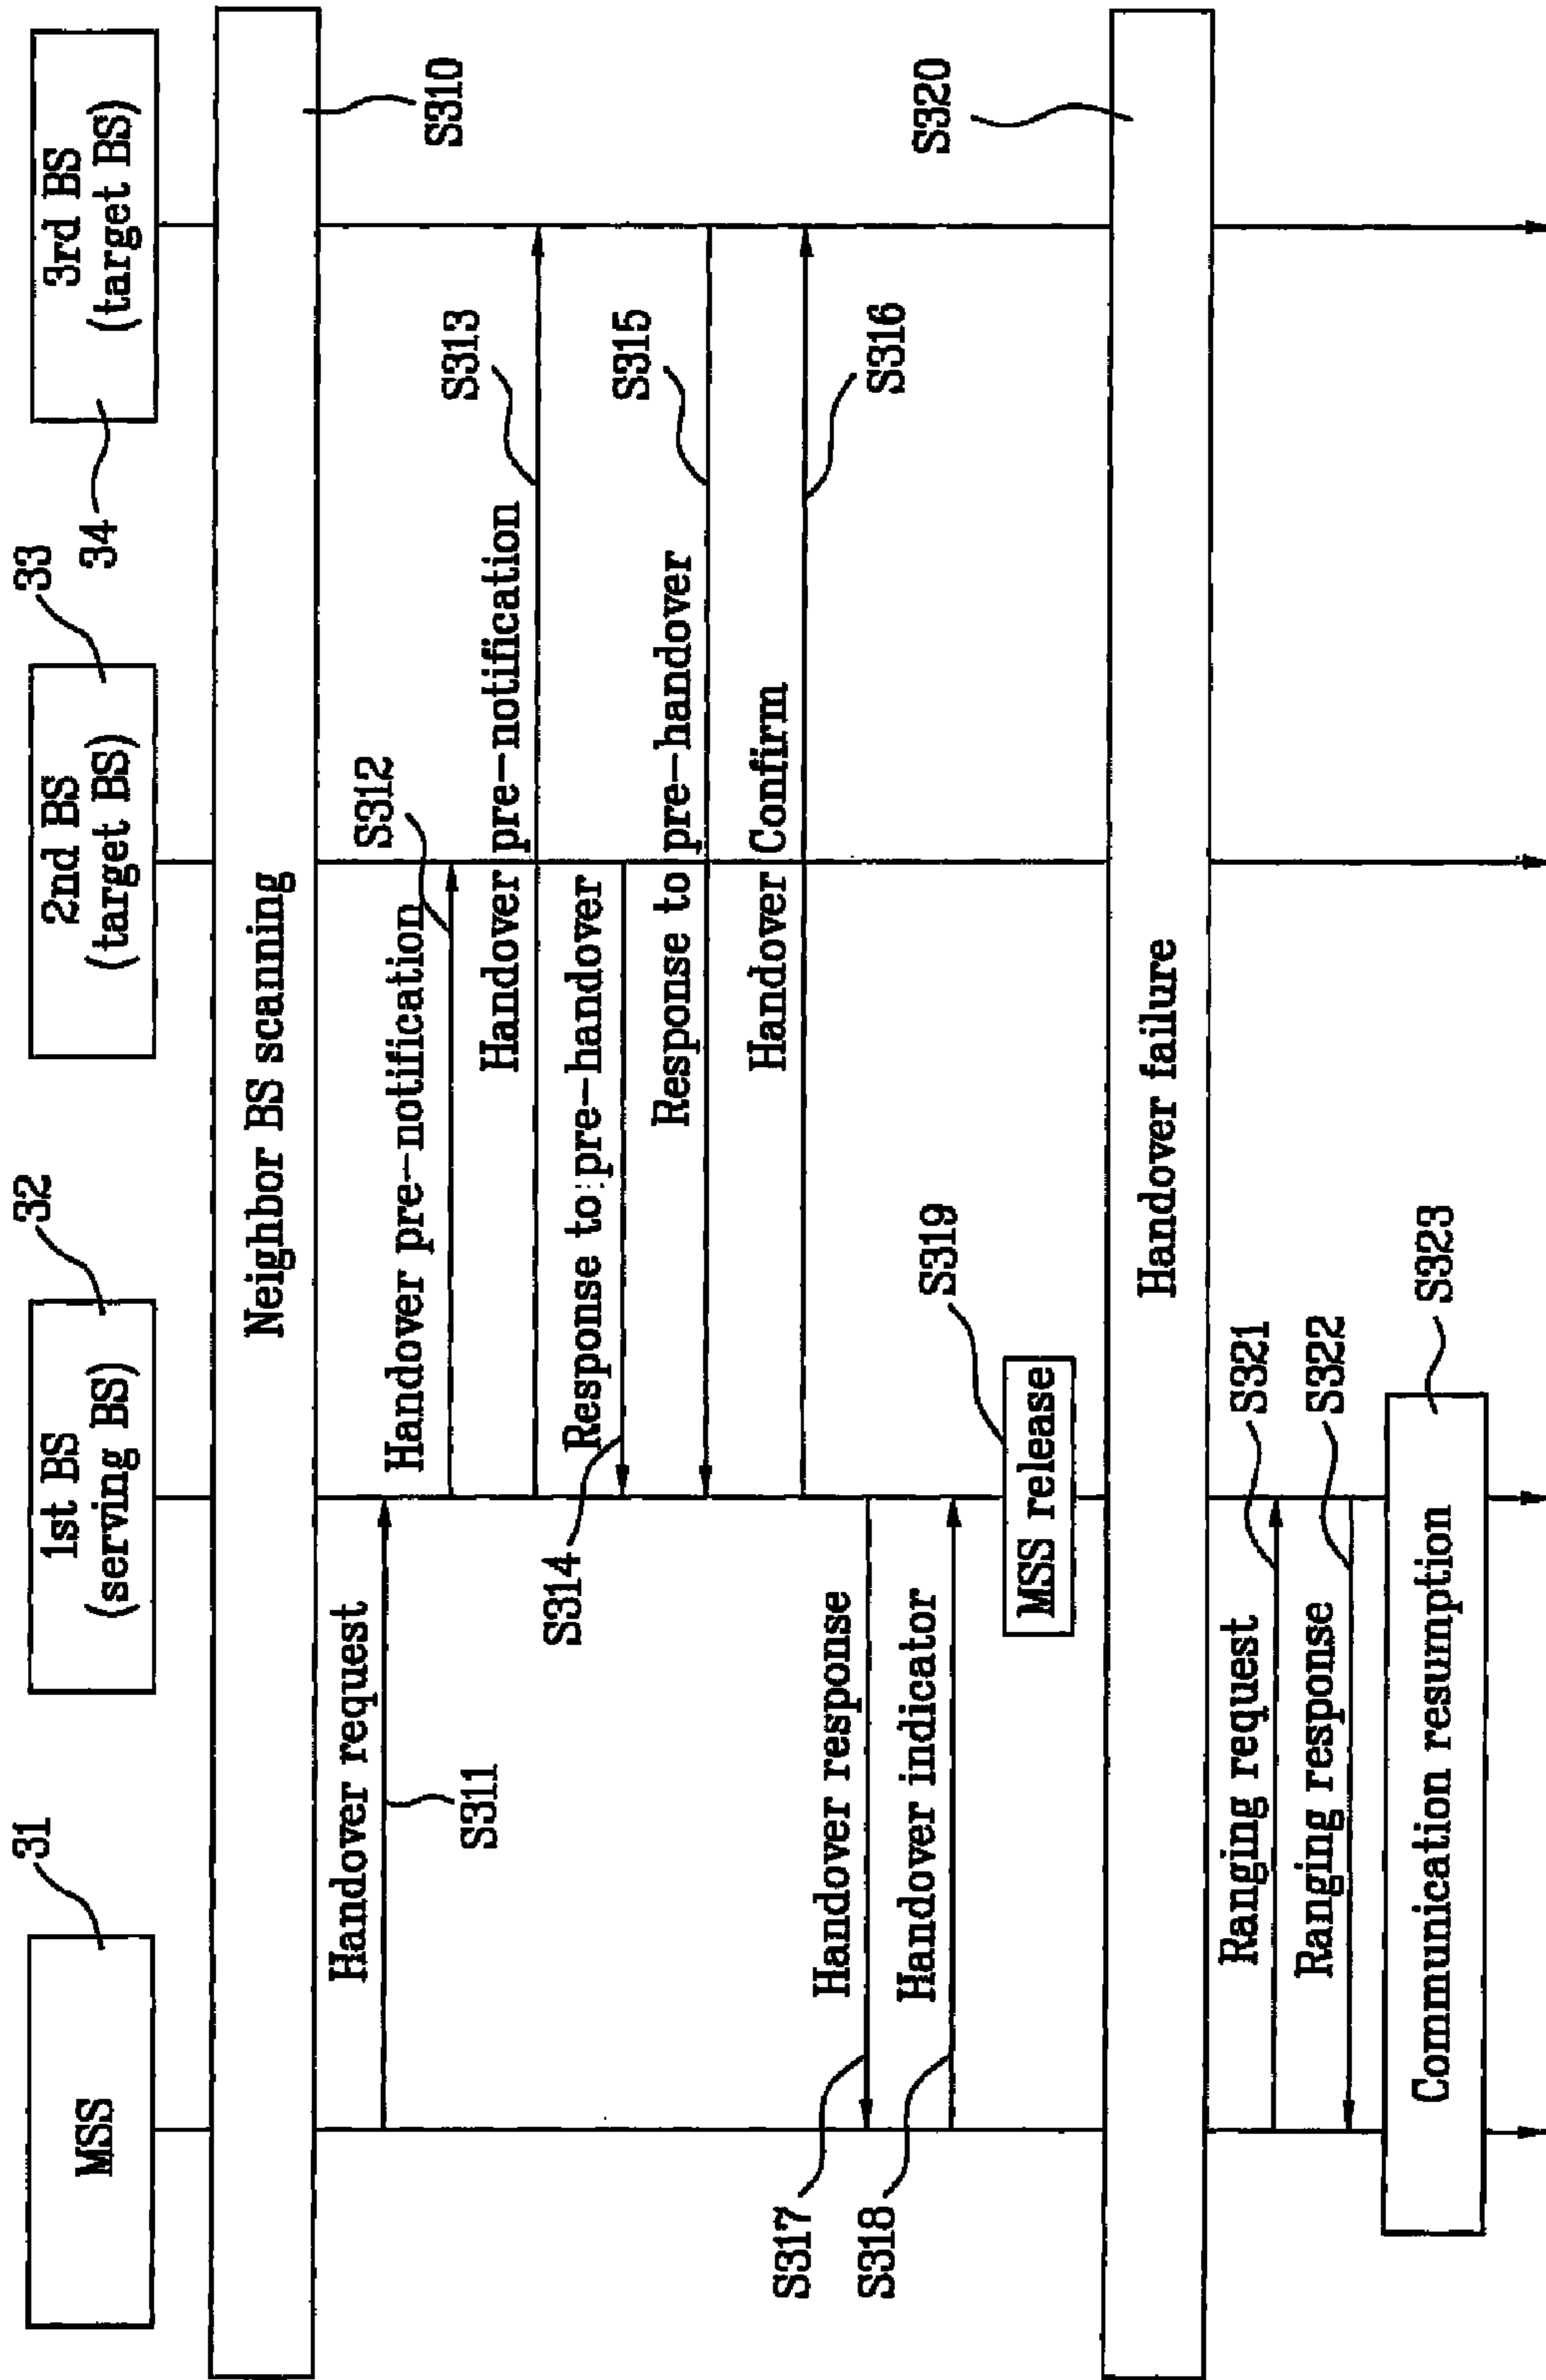 31
MSS
32
1st BS
(serving BS)
33
2nd BS
(target BS)
34
3rd BS
(target BS)
Neighbor BS scanning
S310
Handover request
S311
Handover pre-notification
S312
Handover pre-notification
S313
Response to pre-handover
S314
Response to pre-handover
S315
Handover Confirm
S316
Handover response
S317
Handover indicator
S318
MSS release
S319
Handover failure
S320
Ranging request
S321
Ranging response
S322
Communication resumption
S323